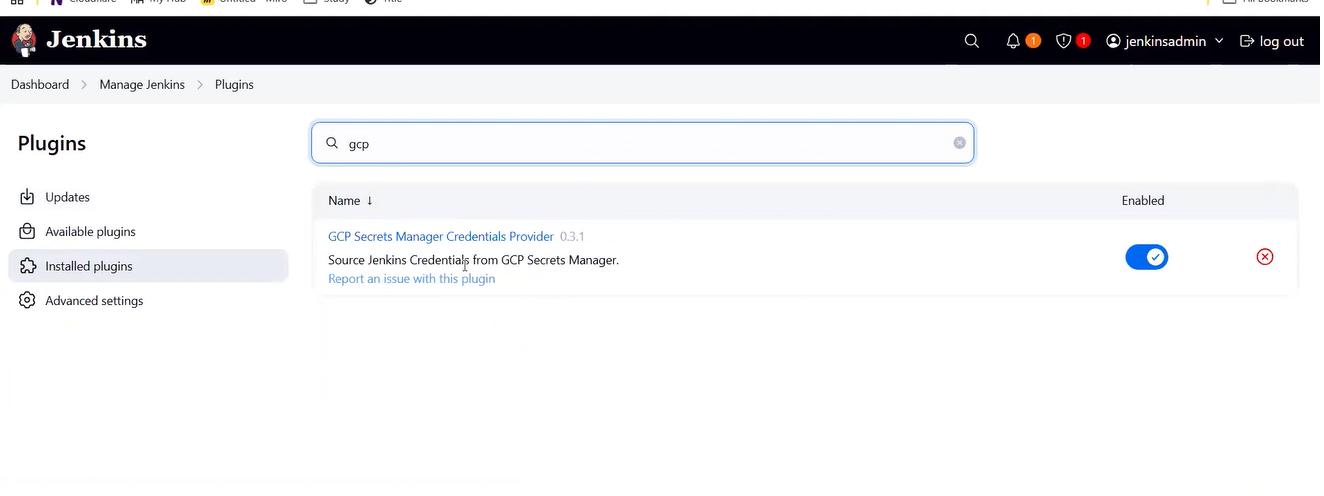 Jenkins
1
1
jenkinsadmin
log out
Dashboard
Manage Jenkins
Plugins
Plugins
gcp
Updates
Available plugins
Installed plugins
Advanced settings
Name ↓
Enabled
GCP Secrets Manager Credentials Provider 0.3.1
Source Jenkins Credentials from GCP Secrets Manager.
Report an issue with this plugin